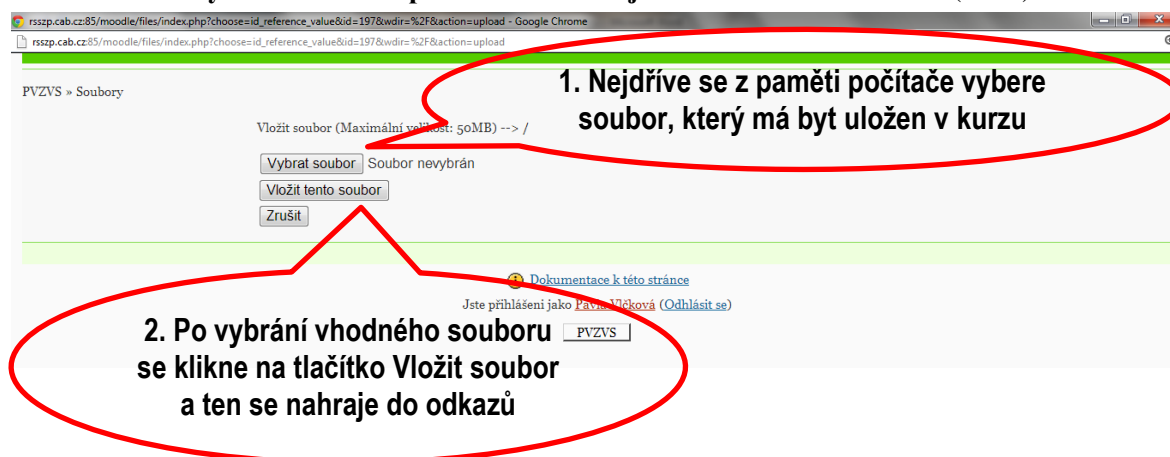 rsszp.cab.cz:85/moodle/files/index.php?choose=id_reference_value&id=197&wdir=%2F&action=upload - Google Chrome
rsszp.cab.cz:85/moodle/files/index.php?choose=id_reference_value&id=197&wdir=%2F&action=upload
1. Nejdříve se z paměti počítače vybere
soubor, který má byt uložen v kurzu
PVZVS » Soubory
Vložit soubor (Maximální velikost: 50MB) --> /
Vybrat soubor Soubor nevybrán
Vložit tento soubor
Zrušit
Dokumentace k této stránce
Jste přihlášeni jako Pavla Vlčková (Odhlásit se)
PVZVS
2. Po vybrání vhodného souboru
se klikne na tlačítko Vložit soubor
a ten se nahraje do odkazů